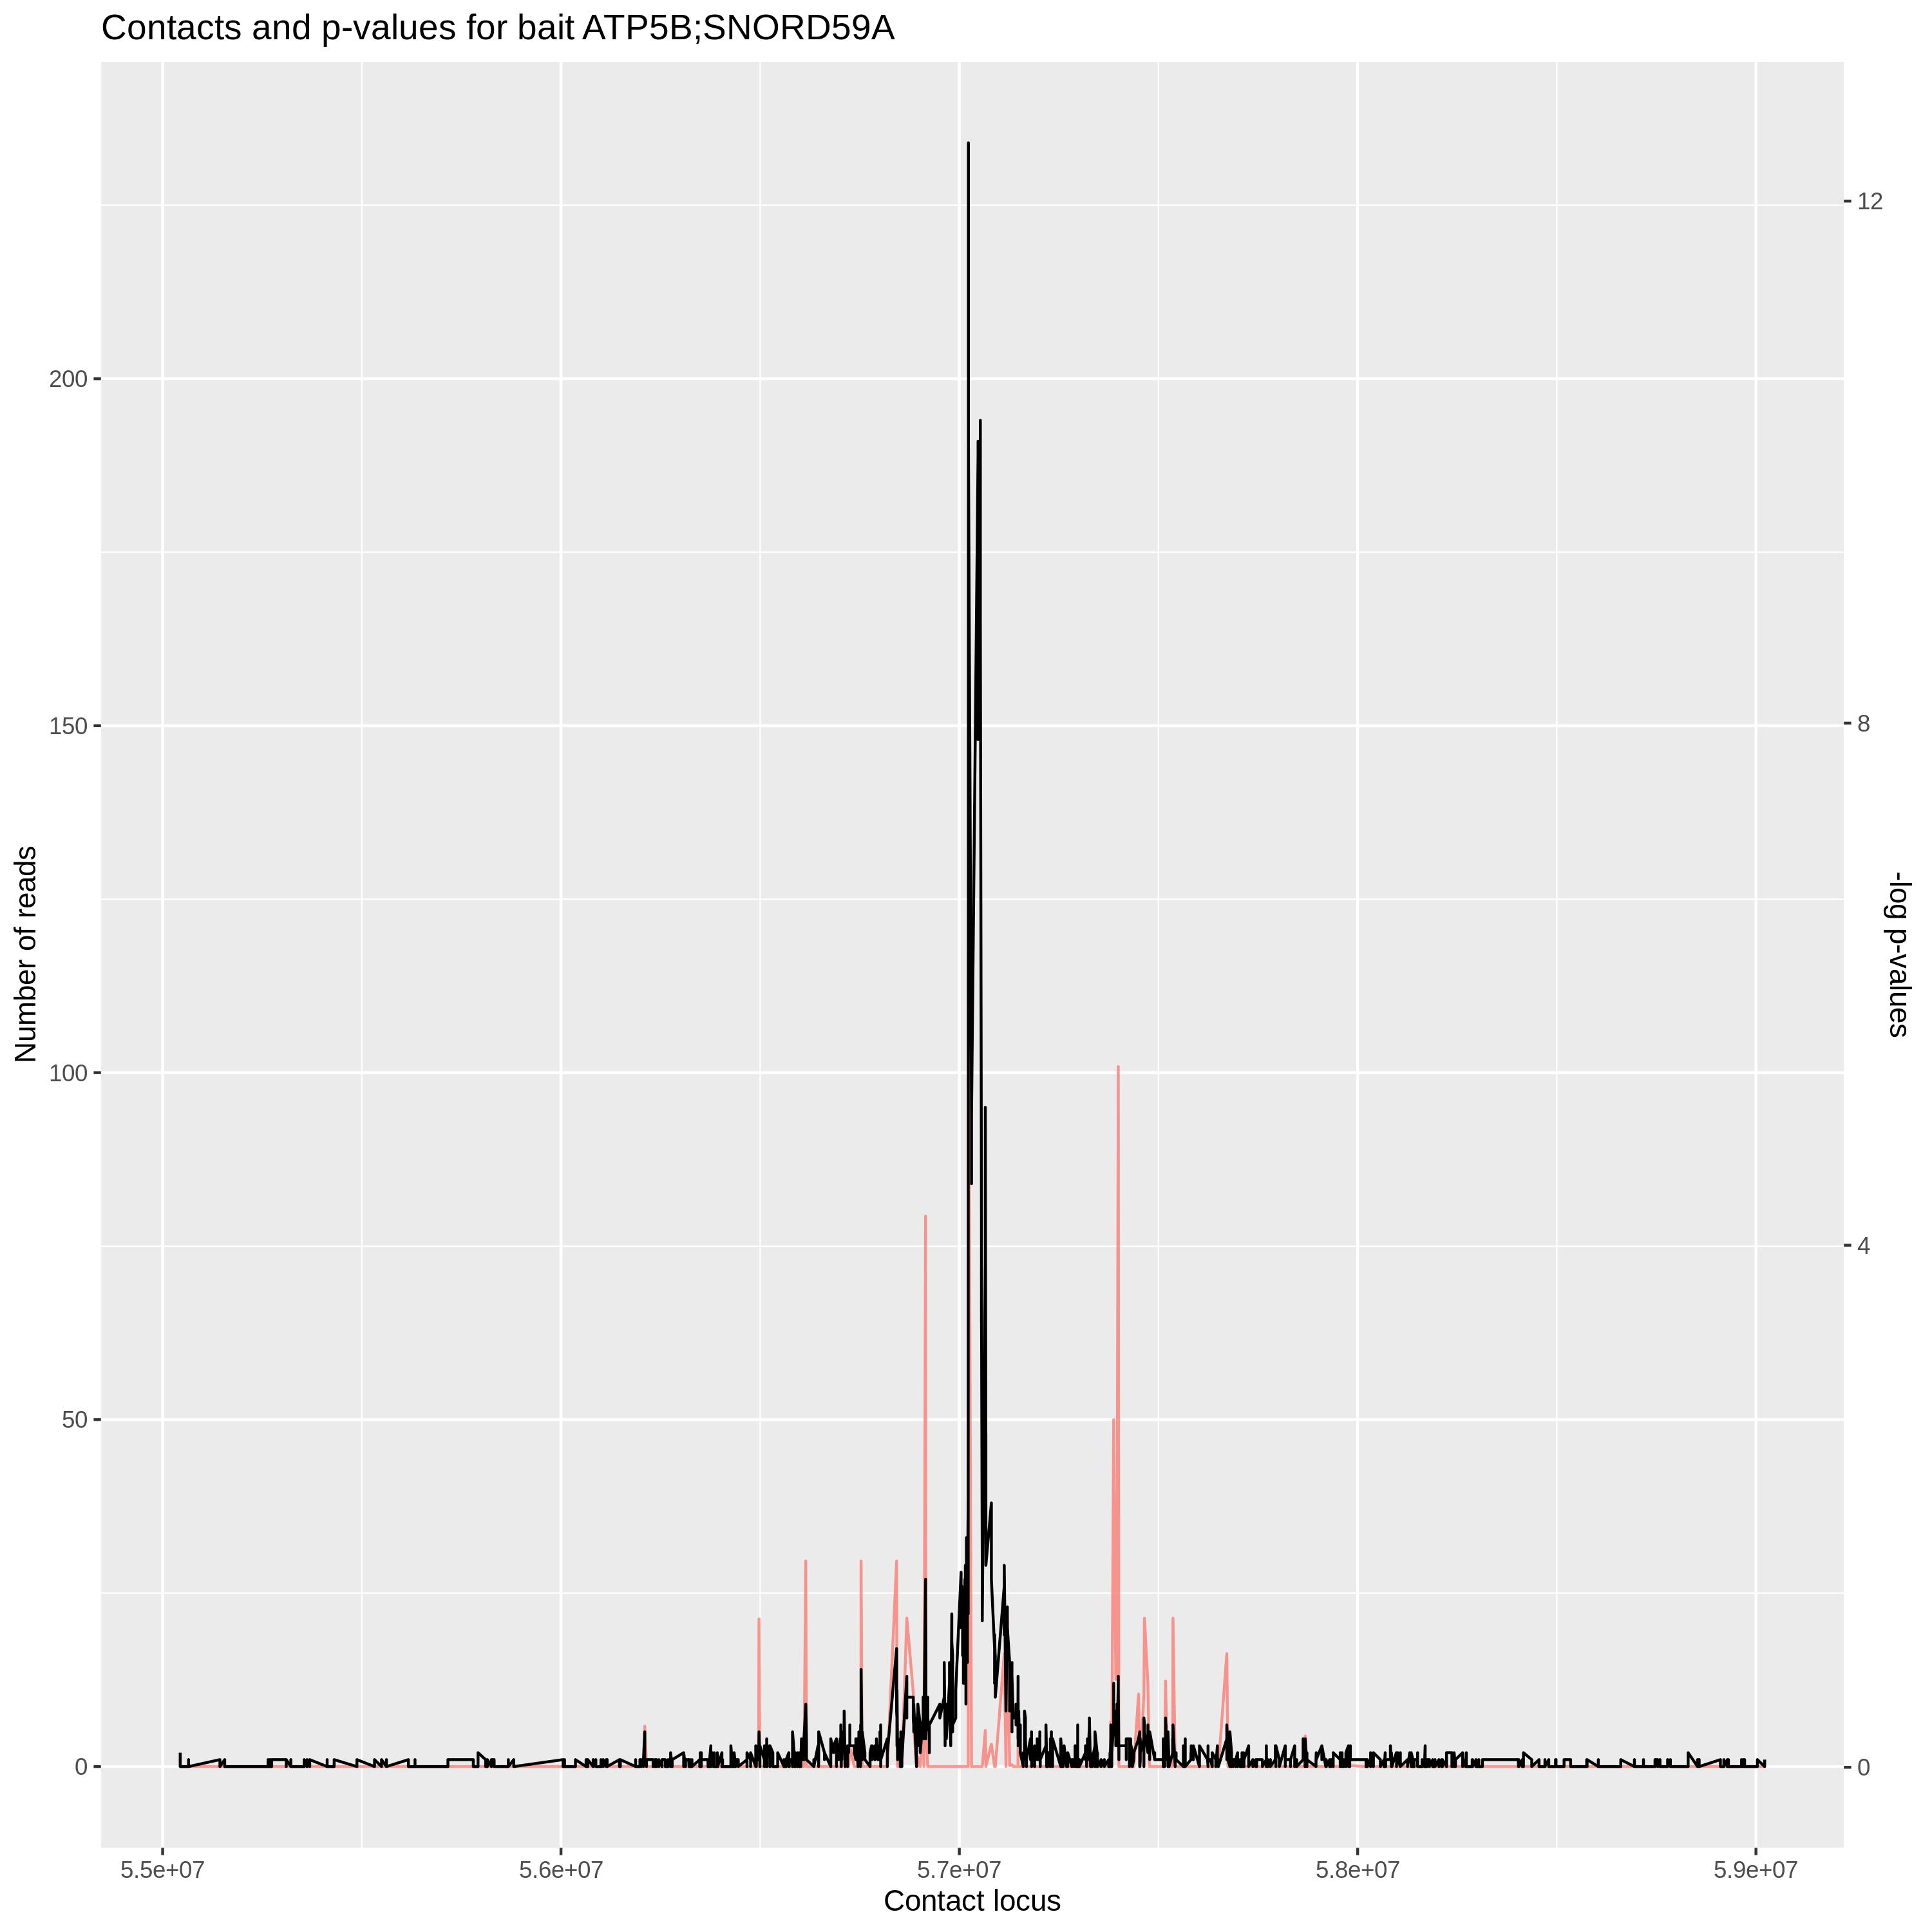 Contacts and p-values for bait ATP5B;SNORD59A
Number of reads
200
150
100
50
0
12
8
4
0
-log p-values
5.5e+07
5.6e+07
5.7e+07
5.8e+07
5.9e+07
Contact locus